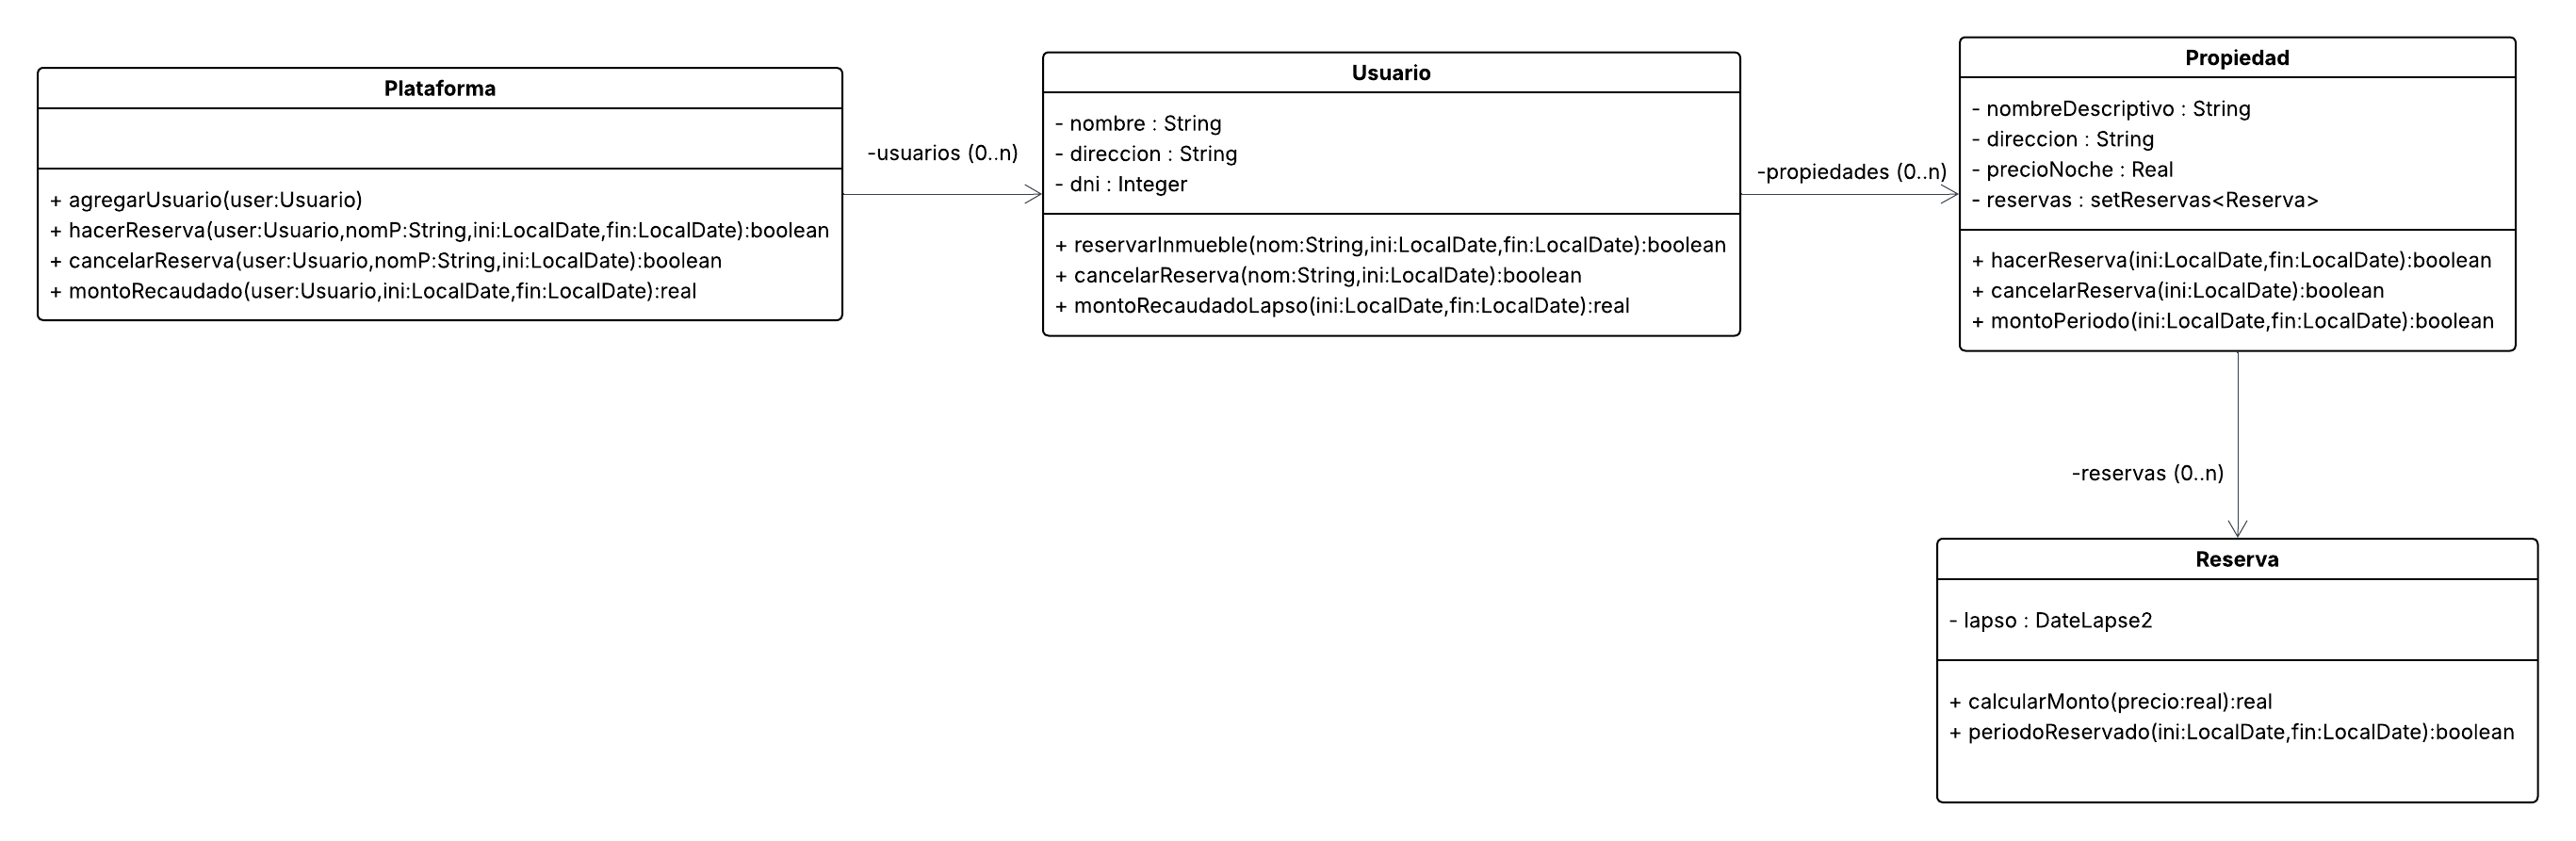 Plataforma
+ agregarUsuario(user:Usuario)
+ hacerReserva(user:Usuario,nomP:String,ini:LocalDate,fin:LocalDate):boolean
+ cancelarReserva(user:Usuario,nomP:String,ini:LocalDate):boolean
+ montoRecaudado(user:Usuario,ini:LocalDate,fin:LocalDate):real
-usuarios (0..n)
Usuario
- nombre : String
- direccion : String
- dni : Integer
+ reservarInmueble(nom:String,ini:LocalDate,fin:LocalDate):boolean
+ cancelarReserva(nom:String,ini:LocalDate):boolean
+ montoRecaudadoLapso(ini:LocalDate,fin:LocalDate):real
-propiedades (0..n)
Propiedad
- nombreDescriptivo : String
- direccion : String
- precioNoche : Real
- reservas : setReservas<Reserva>
+ hacerReserva(ini:LocalDate,fin:LocalDate):boolean
+ cancelarReserva(ini:LocalDate):boolean
+ montoPeriodo(ini:LocalDate,fin:LocalDate):boolean
-reservas (0..n)
Reserva
- lapso : DateLapse2
+ calcularMonto(precio:real):real
+ periodoReservado(ini:LocalDate,fin:LocalDate):boolean